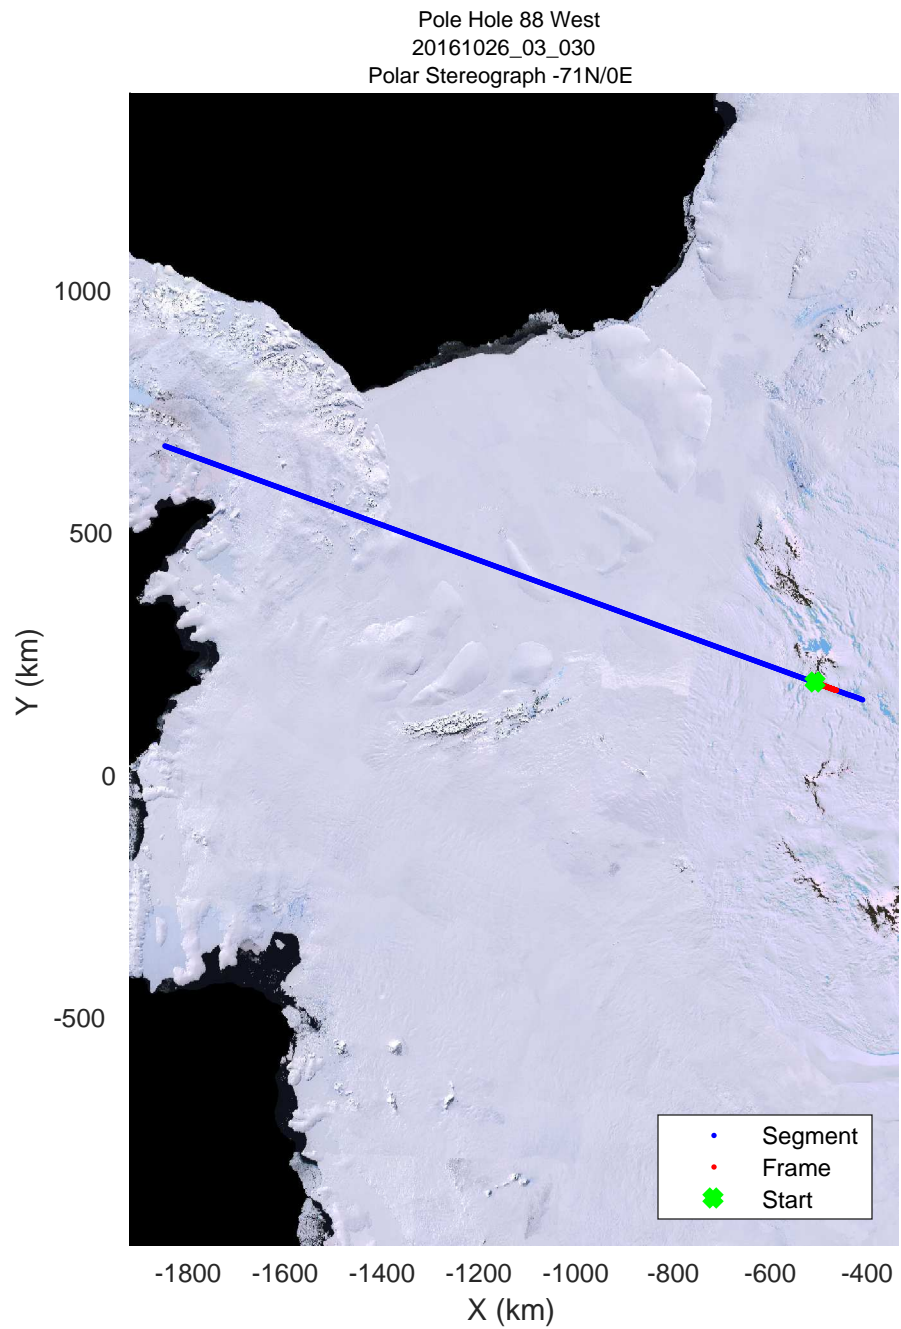 Pole Hole 88 West
20161026_03_030
Polar Stereograph -71N/0E
1000
500
0
-500
Y (km)
-1800
-1600
-1400
-1200
-1000
-800
-600
-400
X (km)
Segment
Frame
Start